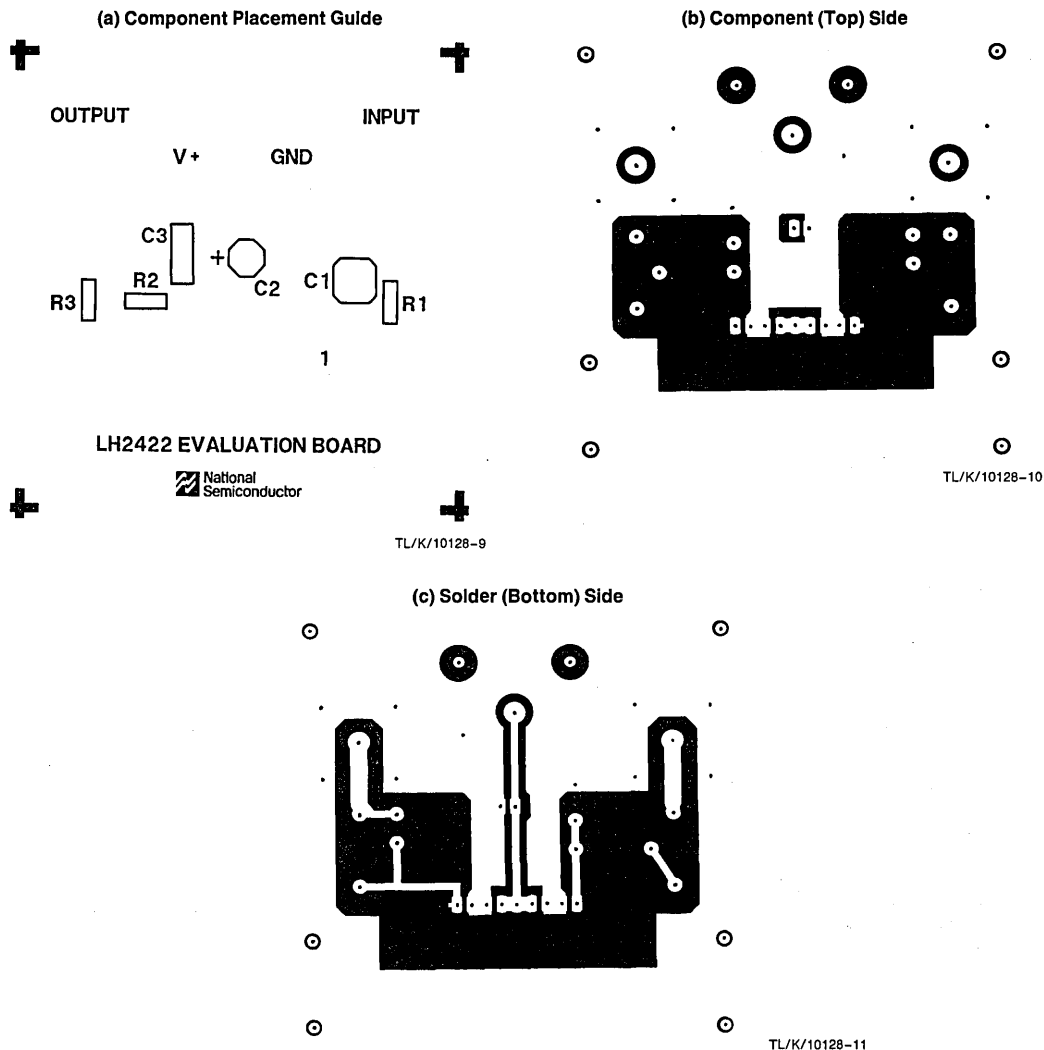 (a) Component Placement Guide
OUTPUT
INPUT
V+
GND
C3
+
R2
C2
C1
R3
R1
1
LH2422 EVALUATION BOARD
National
Semiconductor
TL/K/10128-9
(b) Component (Top) Side
TL/K/10128-10
(c) Solder (Bottom) Side
TL/K/10128-11